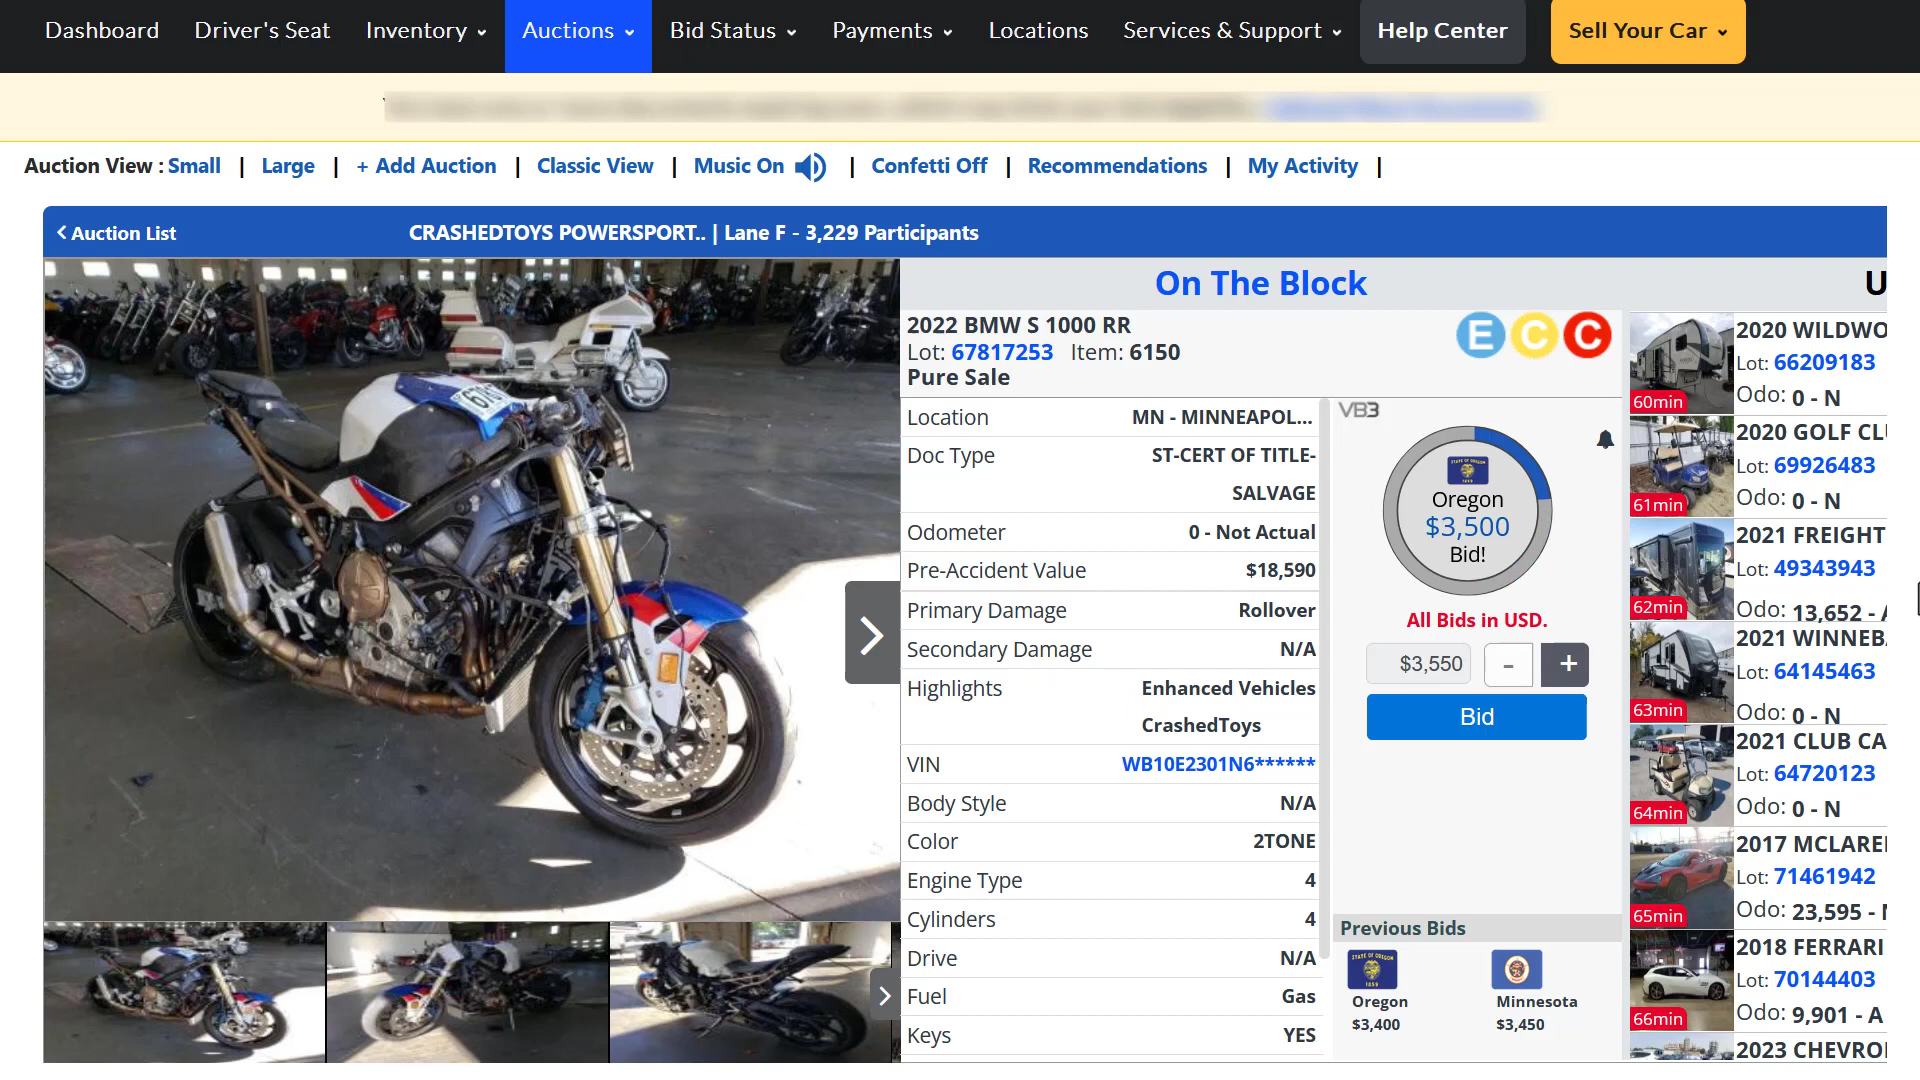 Dashboard
Driver's Seat
Inventory
Auctions
Bid Status
Payments
Locations
Services & Support
Help Center
Sell Your Car
Auction View : Small | Large | + Add Auction | Classic View | Music On | Confetti Off | Recommendations | My Activity |
Auction List
CRASHEDTOYS POWERSPORT.. | Lane F - 3,229 Participants
On The Block
U
2022 BMW S 1000 RR
Lot: 67817253 Item: 6150
Pure Sale
E C C
Location MN - MINNEAPOL...
Doc Type ST-CERT OF TITLE-
SALVAGE
Odometer 0 - Not Actual
Pre-Accident Value $18,590
Primary Damage Rollover
Secondary Damage N/A
Highlights Enhanced Vehicles
CrashedToys
VIN WB10E2301N6******
Body Style N/A
Color 2TONE
Engine Type 4
Cylinders 4
Drive N/A
Fuel Gas
Keys YES
VB3
Oregon
$3,500
Bid!
All Bids in USD.
$3,550 - +
Bid
Previous Bids
Oregon
$3,400
Minnesota
$3,450
2020 WILDWO
Lot: 66209183
Odo: 0 - N
60min
2020 GOLF CLU
Lot: 69926483
Odo: 0 - N
61min
2021 FREIGHT
Lot: 49343943
Odo: 13,652 - A
62min
2021 WINNEBA
Lot: 64145463
Odo: 0 - N
63min
2021 CLUB CA
Lot: 64720123
Odo: 0 - N
64min
2017 MCLAREN
Lot: 71461942
Odo: 23,595 - N
65min
2018 FERRARI
Lot: 70144403
Odo: 9,901 - A
66min
2023 CHEVROL